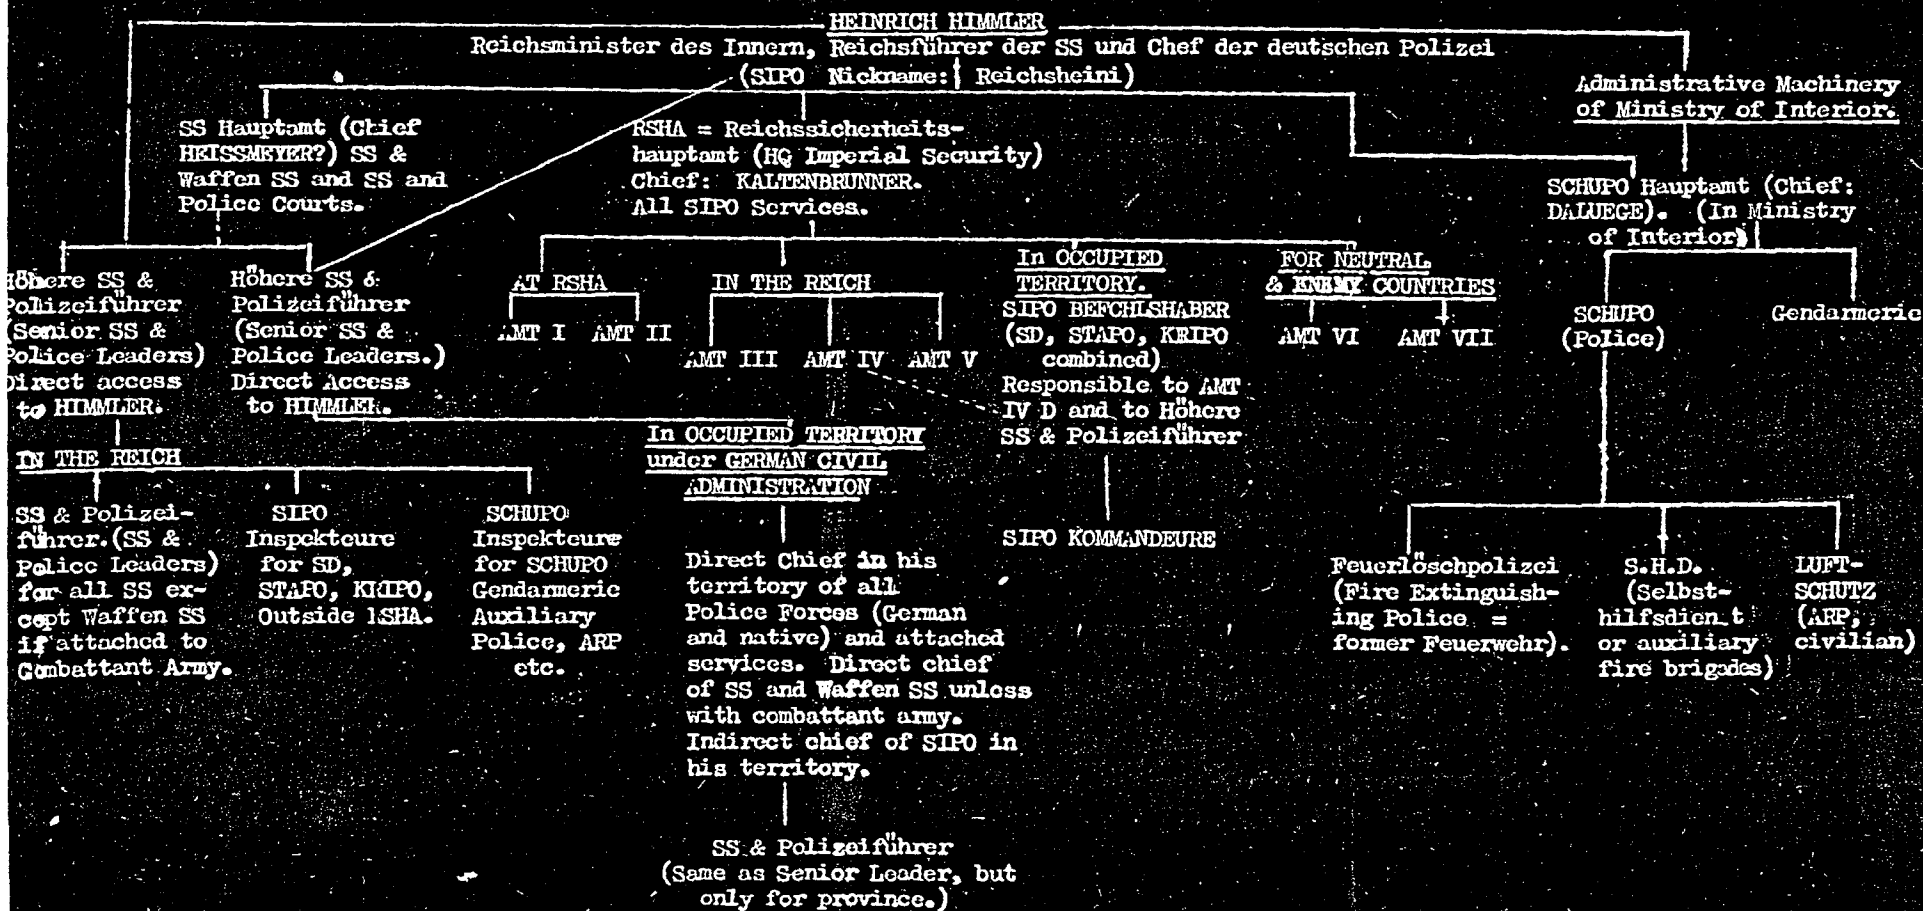 HEINRICH HIMMLER
Reichsminister des Innern, Reichsführer der SS und Chef der deutschen Polizei
(SIPO Nickname: Reichsheini)
Administrative Machinery
of Ministry of Interior.
SS Hauptamt (Chief
HEISSMEYER?) SS &
Waffen SS and SS and
Police Courts.
RSHA = Reichssicherheits-
hauptamt (HQ Imperial Security)
Chief: KALTENBRUNNER.
All SIPO Services.
SCHUPO Hauptamt (Chief:
DALUEGE). (In Ministry
of Interior)
Höhere SS &
Polizeiführer
(Senior SS &
Police Leaders)
Direct access
to HIMMLER.
Höhere SS &
Polizeiführer
(Senior SS &
Police Leaders.)
Direct Access
to HIMMLER.
AT RSHA
AMT I AMT II
IN THE REICH
AMT III AMT IV AMT V
In OCCUPIED
TERRITORY.
SIPO BEFCHLSHABER
(SD, STAPO, KRIPO
combined)
Responsible to AMT
IV D and to Höhere
SS & Polizeiführer
FOR NEUTRAL
& ENEMY COUNTRIES
AMT VI AMT VII
SCHUPO
(Police)
Gendarmerie
IN THE REICH
In OCCUPIED TERRITORY
under GERMAN CIVIL
ADMINISTRATION
SS & Polizei-
führer.(SS &
Police Leaders)
for all SS ex-
cept Waffen SS
if attached to
Combattant Army.
SIPO
Inspekteure
for SD,
STAPO, KRIPO,
Outside RSHA.
SCHUPO
Inspekteure
for SCHUPO
Gendarmerie
Auxiliary
Police, ARP
etc.
Direct Chief in his
territory of all
Police Forces (German
and native) and attached
services. Direct chief
of SS and Waffen SS unless
with combattant army.
Indirect chief of SIPO in
his territory.
SIPO KOMMANDEURE
Feuerlöschpolizei
(Fire Extinguish-
ing Police =
former Feuerwehr).
S.H.D.
(Selbst-
hilfsdien.t
or auxiliary
fire brigades)
LUFT-
SCHUTZ
(ARP,
civilian)
SS & Polizeiführer
(Same as Senior Leader, but
only for province.)